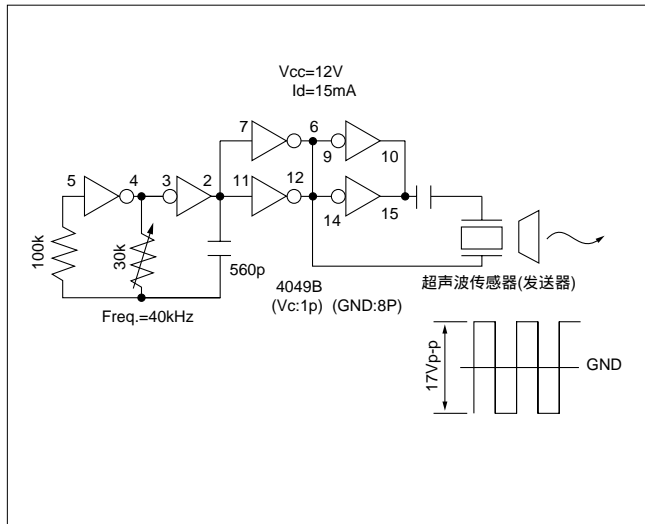 Vcc=12V
Id=15mA
7
6
9
10
5
4
3
2
11
12
14
15
100k
30k
560p
4049B
(Vc:1p) (GND:8P)
Freq.=40kHz
超声波传感器(发送器)
17Vp-p
GND